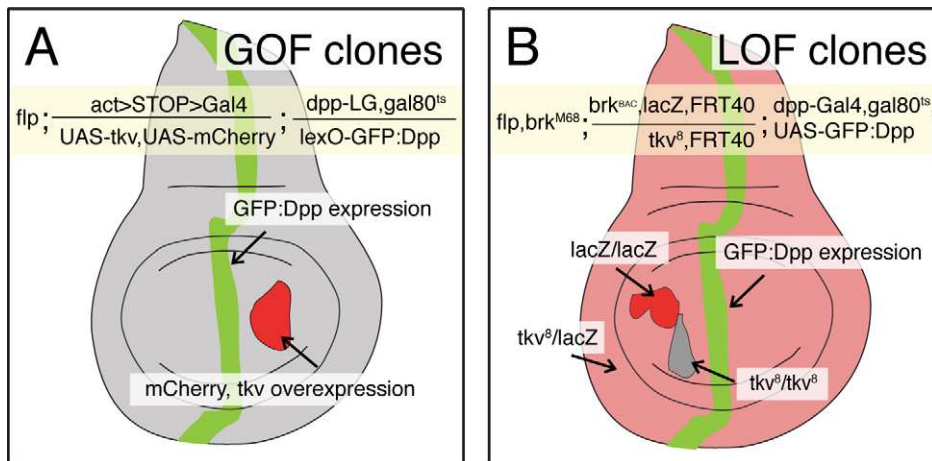 A
GOF clones
flp ; act>STOP>Gal4 ; dpp-LG,gal80ᵗˢ
UAS-tkv,UAS-mCherry lexO-GFP:Dpp
GFP:Dpp expression
mCherry, tkv overexpression
B
LOF clones
flp,brkᴹ⁶⁸ ; brkᴮᴬᶜ,lacZ,FRT40 ; dpp-Gal4,gal80ᵗˢ
tkv⁸,FRT40 UAS-GFP:Dpp
lacZ/lacZ
GFP:Dpp expression
tkv⁸/lacZ
tkv⁸/tkv⁸